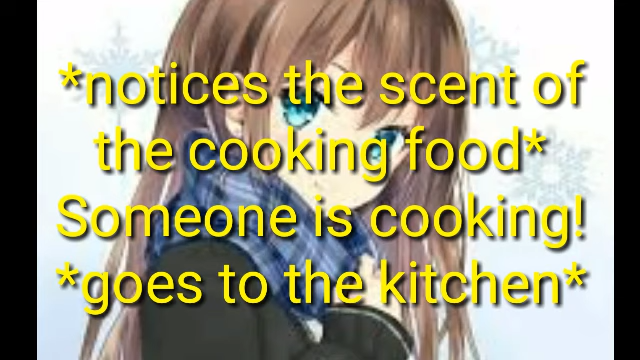 *notices the scent of
the cooking food*
Someone is cooking!
*goes to the kitchen*